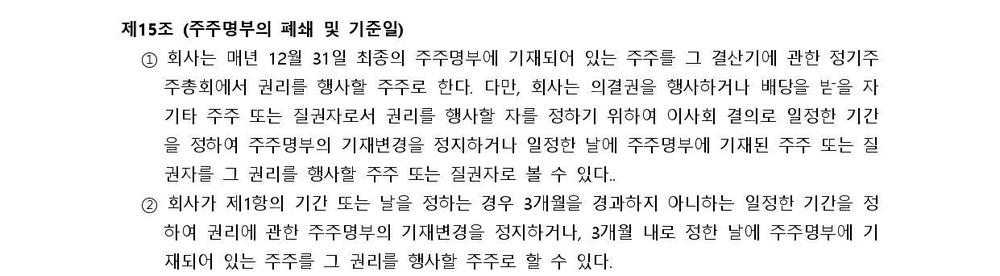 제15조 (주주명부의 폐쇄 및 기준일)
① 회사는 매년 12월 31일 최종의 주주명부에 기재되어 있는 주주를 그 결산기에 관한 정기주
주총회에서 권리를 행사할 주주로 한다. 다만, 회사는 의결권을 행사하거나 배당을 받을 자
기타 주주 또는 질권자로서 권리를 행사할 자를 정하기 위하여 이사회 결의로 일정한 기간
을 정하여 주주명부의 기재변경을 정지하거나 일정한 날에 주주명부에 기재된 주주 또는 질
권자를 그 권리를 행사할 주주 또는 질권자로 볼 수 있다..
② 회사가 제1항의 기간 또는 날을 정하는 경우 3개월을 경과하지 아니하는 일정한 기간을 정
하여 권리에 관한 주주명부의 기재변경을 정지하거나, 3개월 내로 정한 날에 주주명부에 기
재되어 있는 주주를 그 권리를 행사할 주주로 할 수 있다.